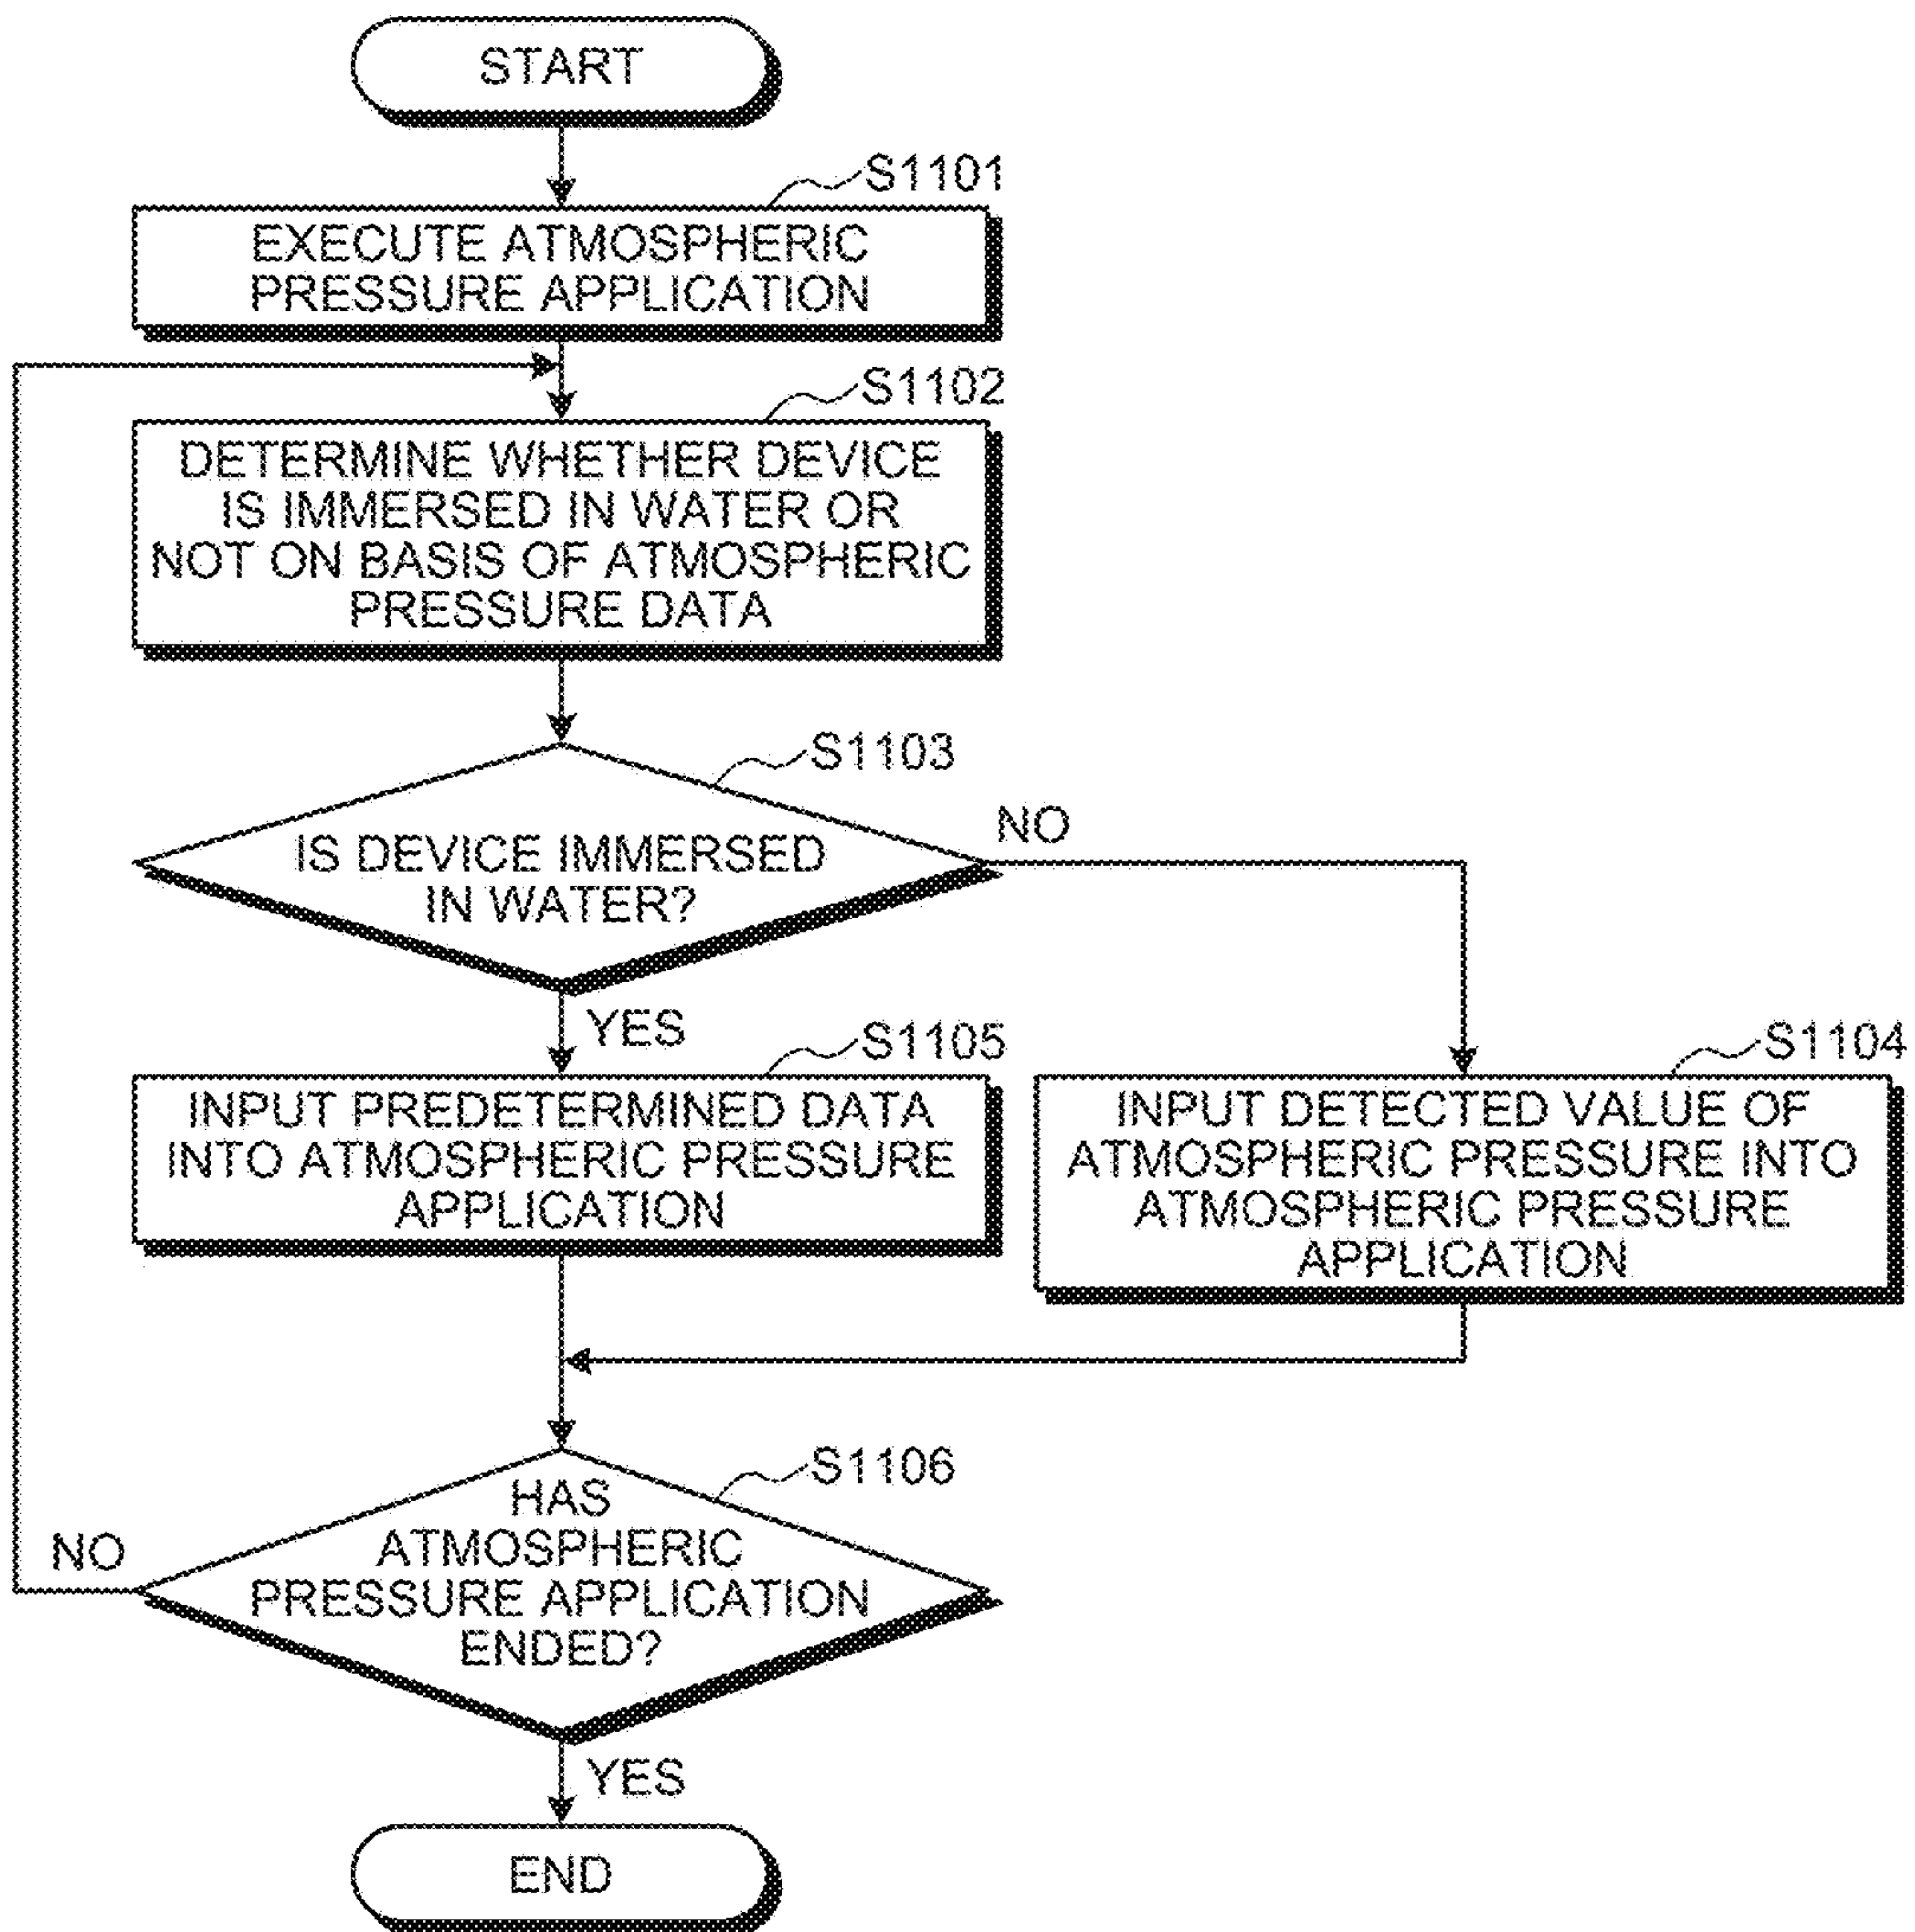 START
S1101
EXECUTE ATMOSPHERIC
PRESSURE APPLICATION
S1102
DETERMINE WHETHER DEVICE
IS IMMERSED IN WATER OR
NOT ON BASIS OF ATMOSPHERIC
PRESSURE DATA
S1103
IS DEVICE IMMERSED
IN WATER?
NO
YES
S1105
INPUT PREDETERMINED DATA
INTO ATMOSPHERIC PRESSURE
APPLICATION
S1104
INPUT DETECTED VALUE OF
ATMOSPHERIC PRESSURE INTO
ATMOSPHERIC PRESSURE
APPLICATION
S1106
HAS
ATMOSPHERIC
PRESSURE APPLICATION
ENDED?
NO
YES
END